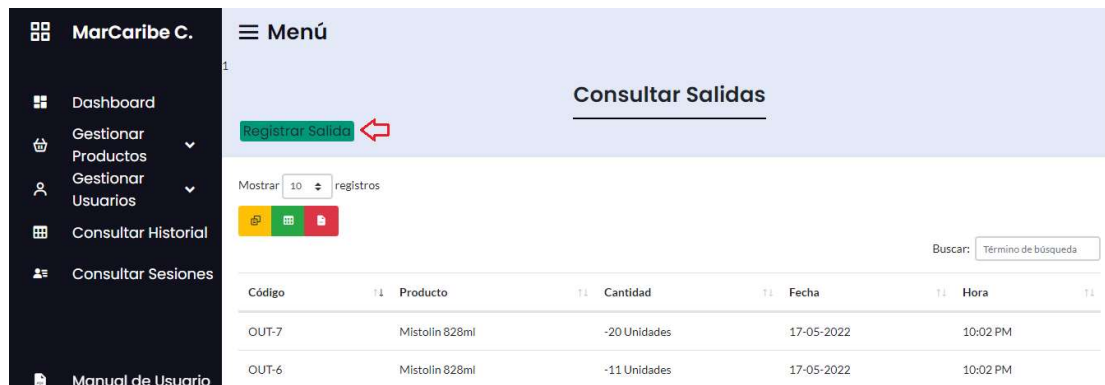 MarCaribe C.
Menú
1
Dashboard
Consultar Salidas
Gestionar
Productos
Registrar Salida
Gestionar
Usuarios
Mostrar 10 registros
Consultar Historial
Buscar: Término de búsqueda
Consultar Sesiones
Código Producto Cantidad Fecha Hora
OUT-7 Mistolin 828ml -20 Unidades 17-05-2022 10:02 PM
OUT-6 Mistolin 828ml -11 Unidades 17-05-2022 10:02 PM
Manual de Usuario